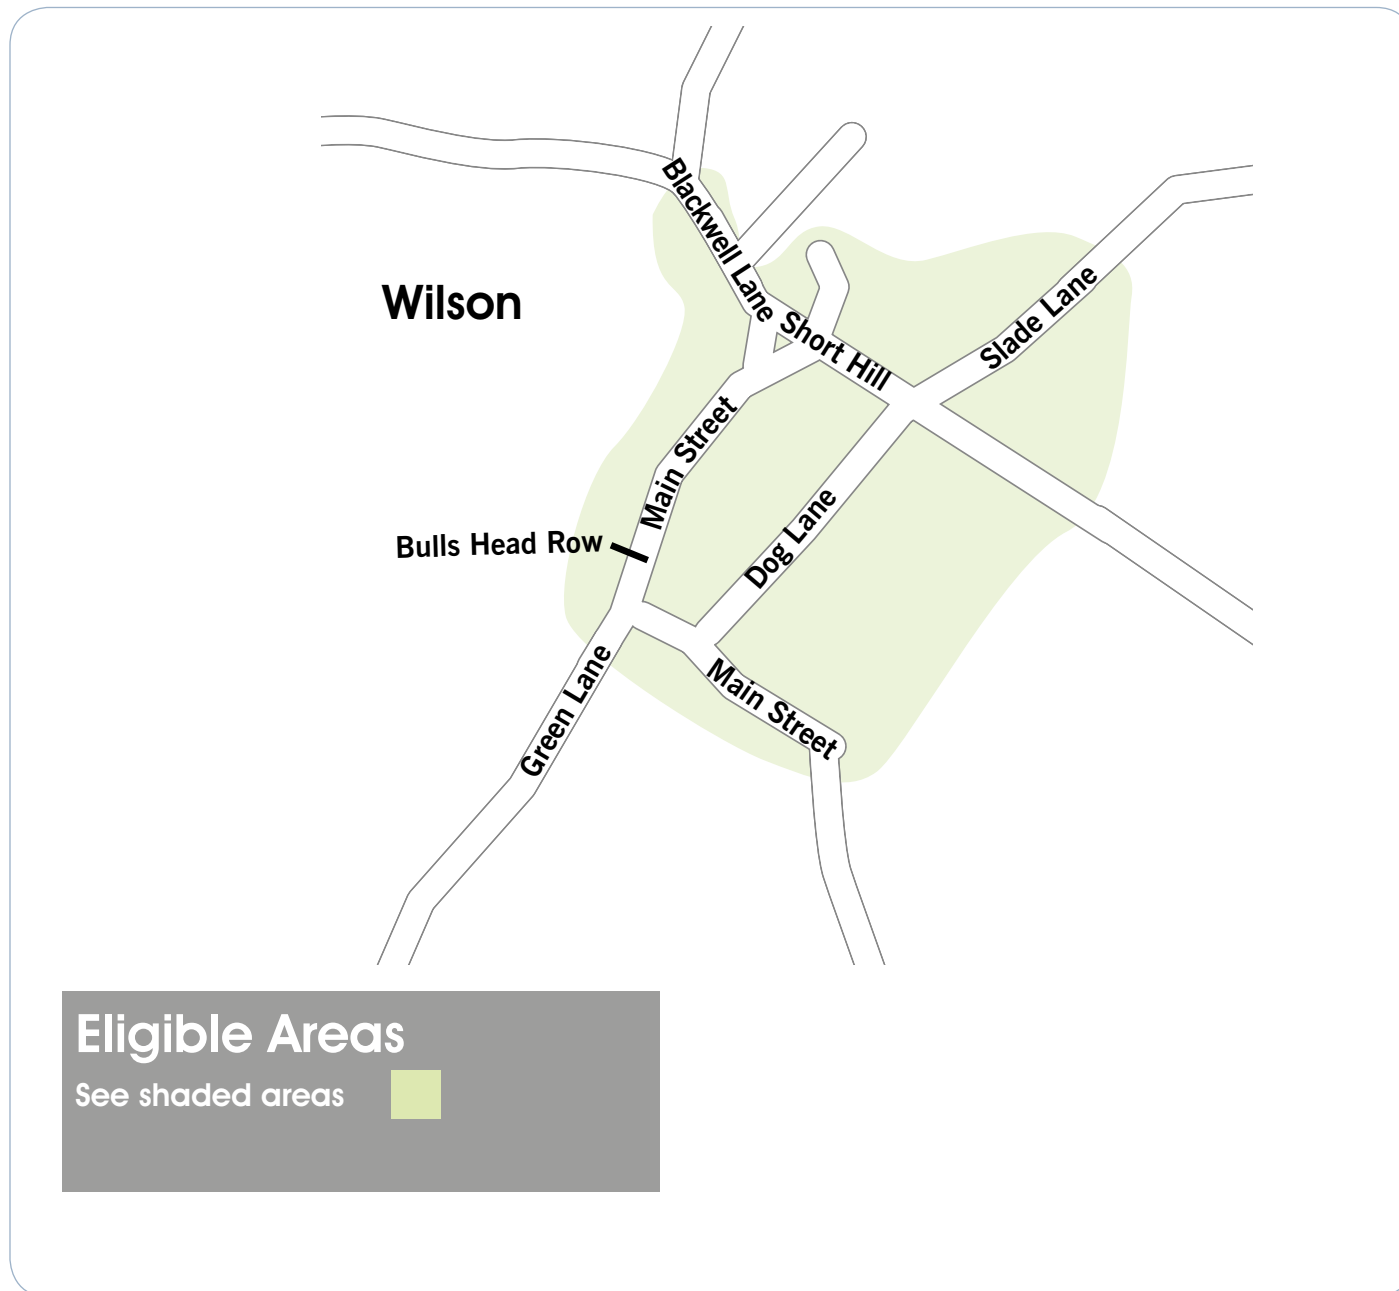 Blackwell Lane
Wilson
Short Hill
Slade Lane
Main Street
Bulls Head Row
Dog Lane
Green Lane
Main Street
Eligible Areas
See shaded areas